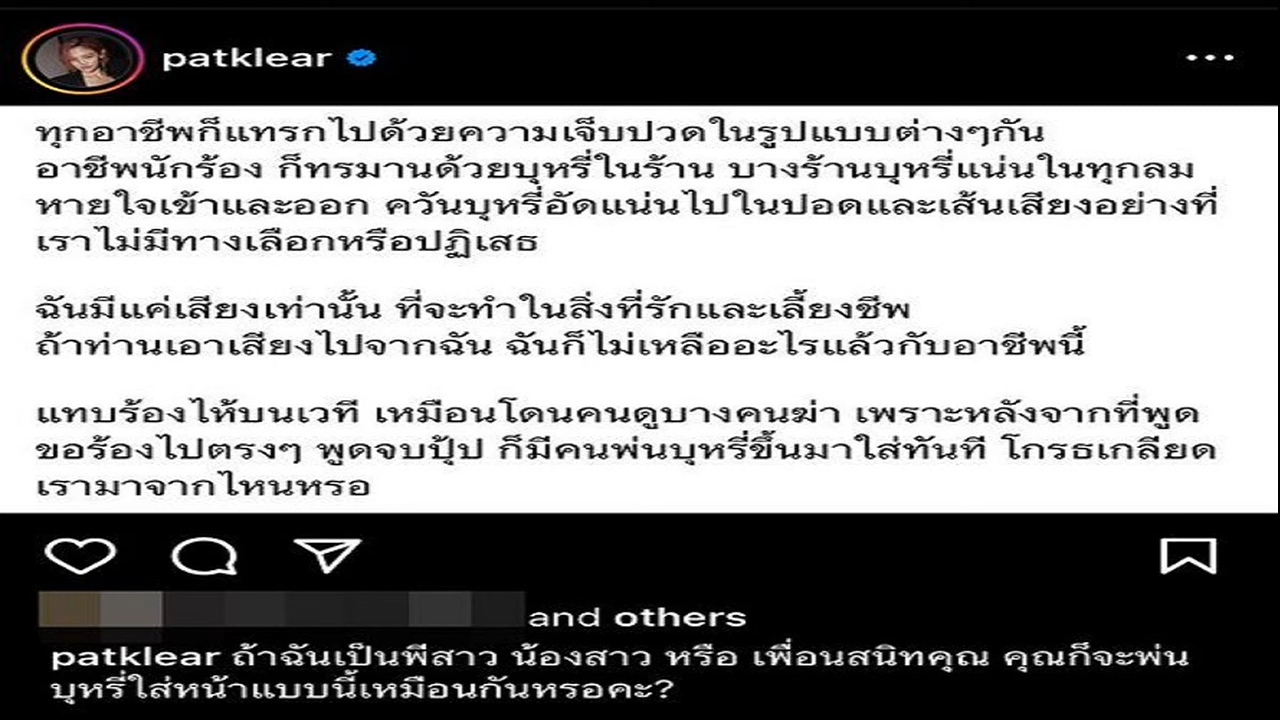 patklear
ทุกอาชีพก็แทรกไปด้วยความเจ็บปวดในรูปแบบต่างๆกัน
อาชีพนักร้อง ก็ทรมานด้วยบุหรี่ในร้าน บางร้านบุหรี่แน่นในทุกลม
หายใจเข้าและออก ควันบุหรี่อัดแน่นไปในปอดและเส้นเสียงอย่างที่
เราไม่มีทางเลือกหรือปฏิเสธ
ฉันมีแค่เสียงเท่านั้น ที่จะทำในสิ่งที่รักและเลี้ยงชีพ
ถ้าท่านเอาเสียงไปจากฉัน ฉันก็ไม่เหลืออะไรแล้วกับอาชีพนี้
แทบร้องไห้บนเวที เหมือนโดนคนดูบางคนฆ่า เพราะหลังจากที่พูด
ขอร้องไปตรงๆ พูดจบปุ้ป ก็มีคนพ่นบุหรี่ขึ้นมาใส่ทันที โกรธเกลียด
เรามาจากไหนหรอ
and others
patklear ถ้าฉันเป็นพี่สาว น้องสาว หรือ เพื่อนสนิทคุณ คุณก็จะพ่น
บุหรี่ใส่หน้าแบบนี้เหมือนกันหรอคะ?